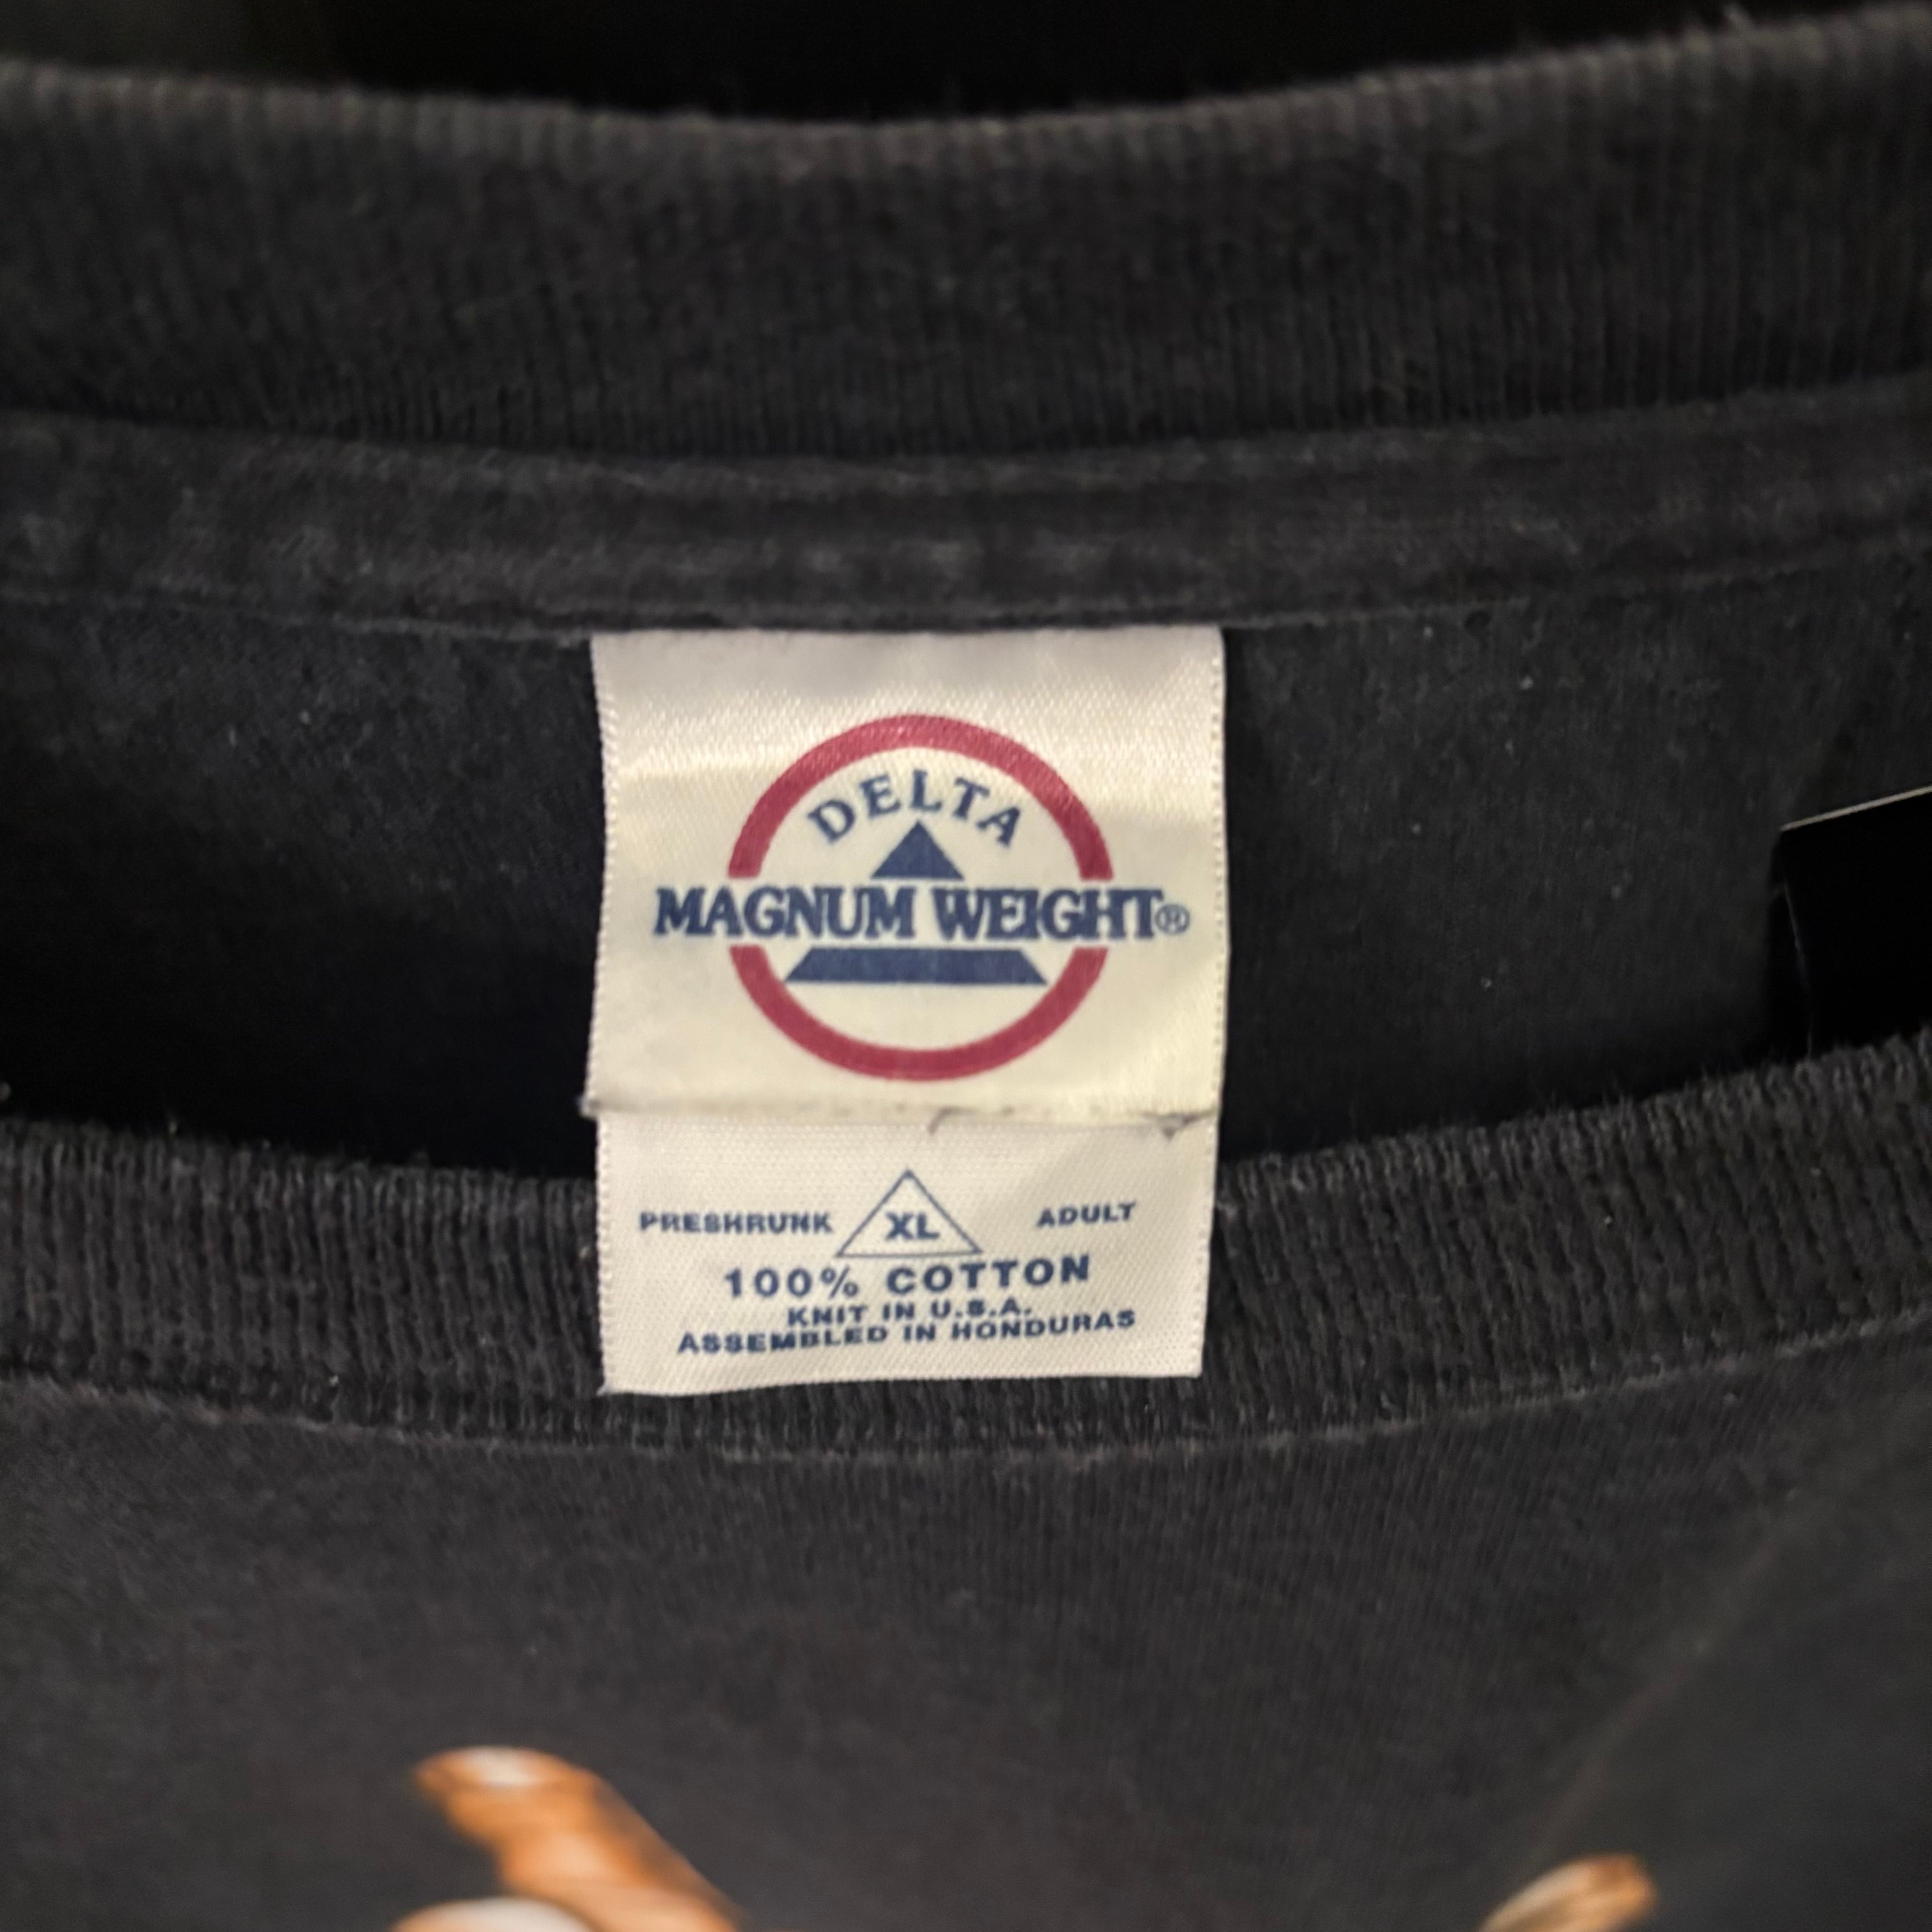 DELTA
MAGNUM WEIGHT®
PRESHRUNK XL ADULT
100% COTTON
KNIT IN U.S.A.
ASSEMBLED IN HONDURAS